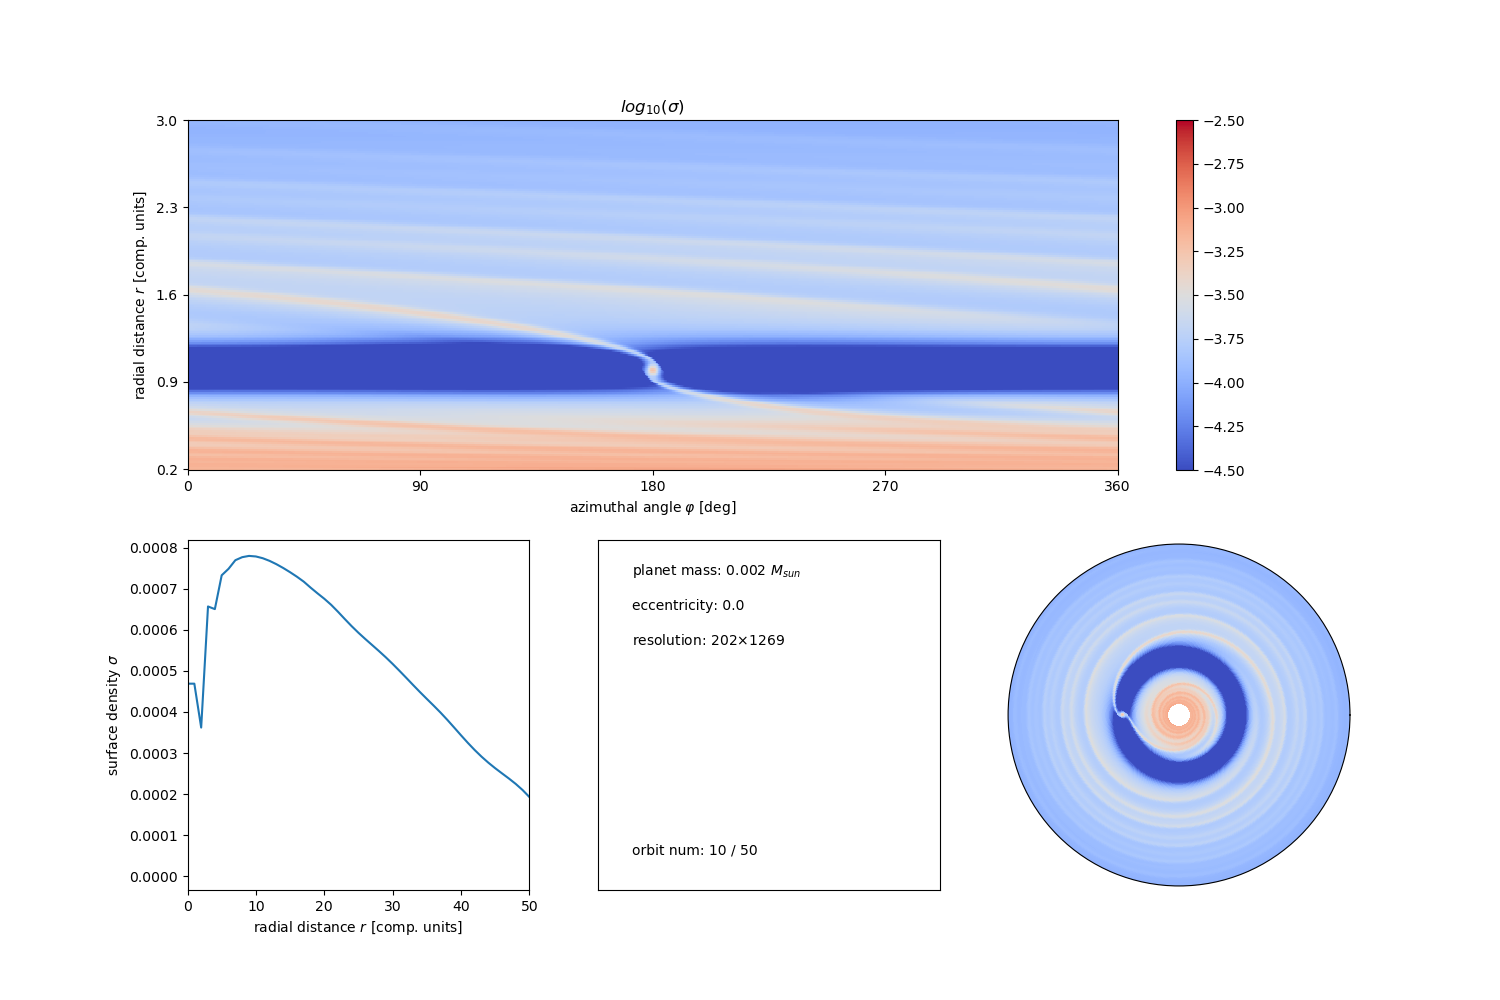 log₁₀(σ)
3.0
2.3
1.6
0.9
0.2
radial distance r [comp. units]
0 90 180 270 360
azimuthal angle φ [deg]
−2.50
−2.75
−3.00
−3.25
−3.50
−3.75
−4.00
−4.25
−4.50
0.0008
0.0007
0.0006
0.0005
0.0004
0.0003
0.0002
0.0001
0.0000
surface density σ
0 10 20 30 40 50
radial distance r [comp. units]
planet mass: 0.002 M_sun
eccentricity: 0.0
resolution: 202×1269
orbit num: 10 / 50